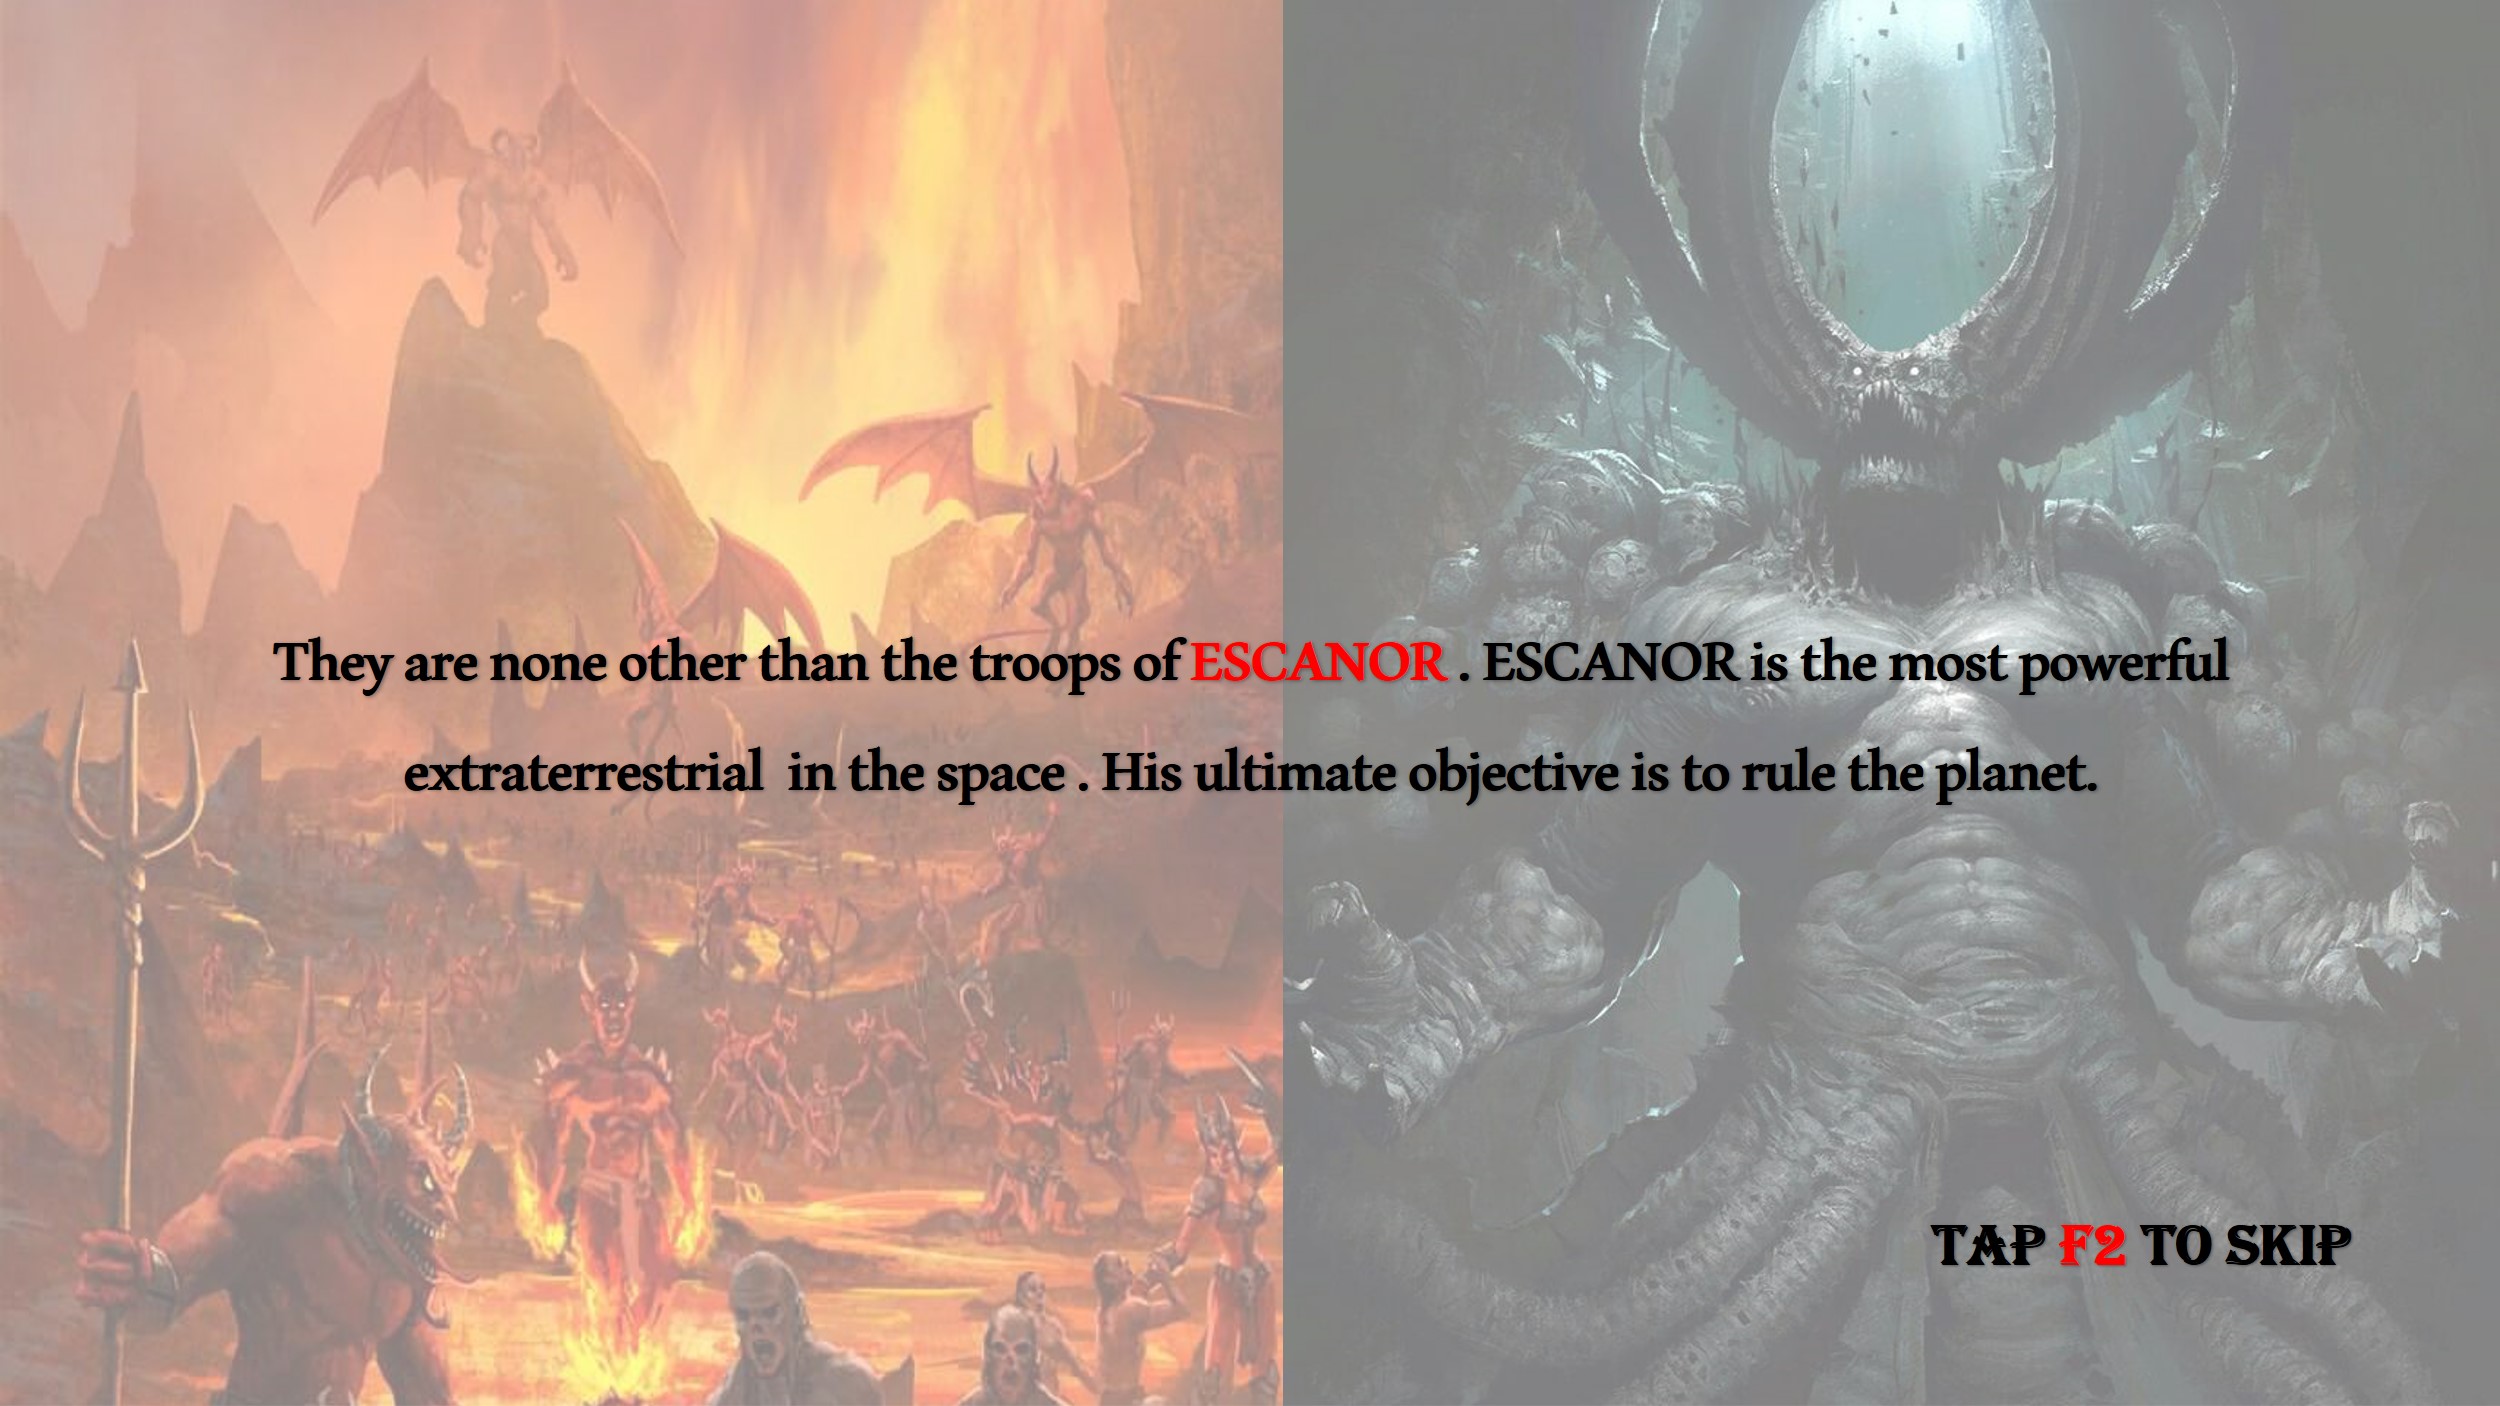 They are none other than the troops of ESCANOR . ESCANOR is the most powerful
extraterrestrial  in the space . His ultimate objective is to rule the planet.
TAP F2 TO SKIP